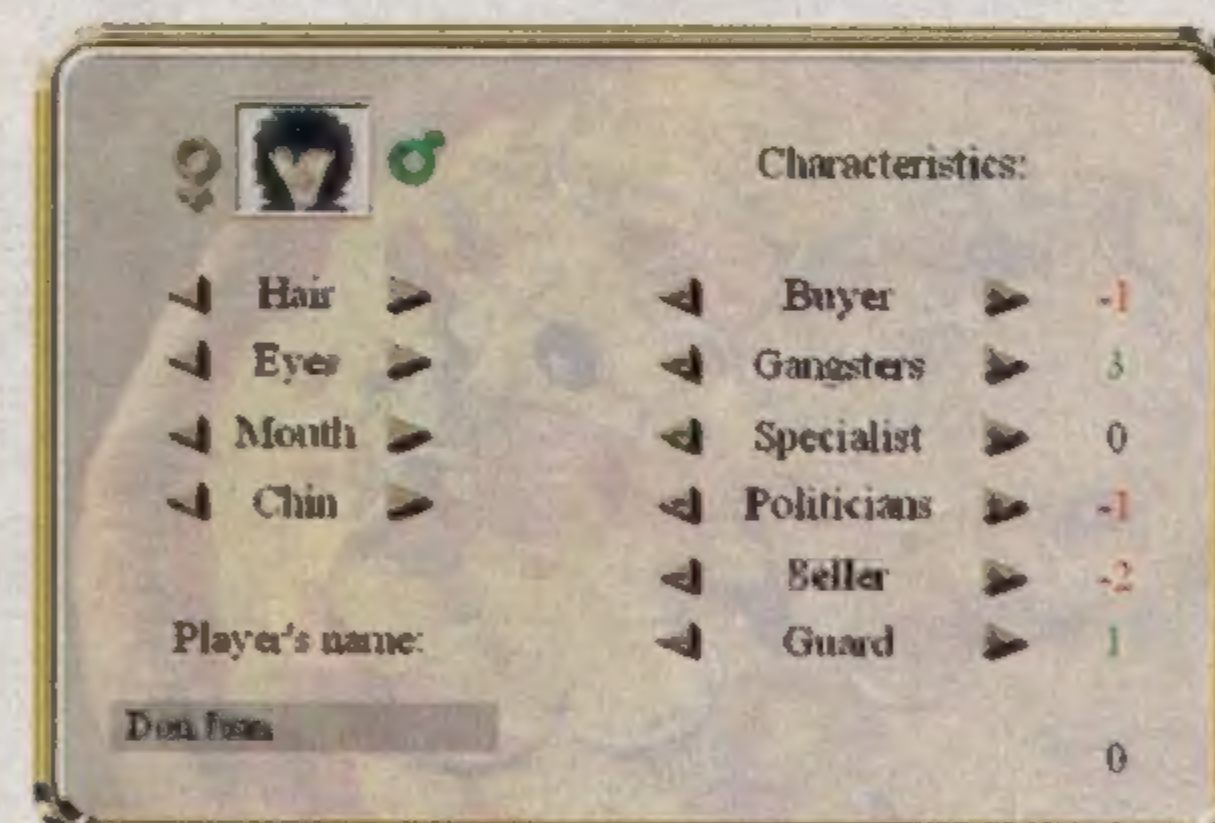 Characteristics:
Hair
Eyes
Mouth
Chin
Buyer -1
Gangsters 3
Specialist 0
Politicians -1
Seller -2
Guard 1
0
Player's name:
Don Juan